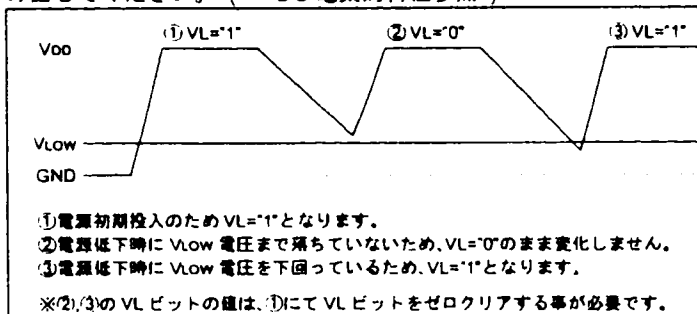 ① VL="1" ② VL="0" ③ VL="1"
VDD
VLOW
GND
①電源初期投入のため VL="1"となります。
②電源低下時に VLOW 電圧まで落ちていないため、VL="0"のまま変化しません。
③電源低下時に VLOW 電圧を下回っているため、VL="1"となります。
※②,③の VL ビットの値は、①にて VL ビットをゼロクリアする事が必要です。